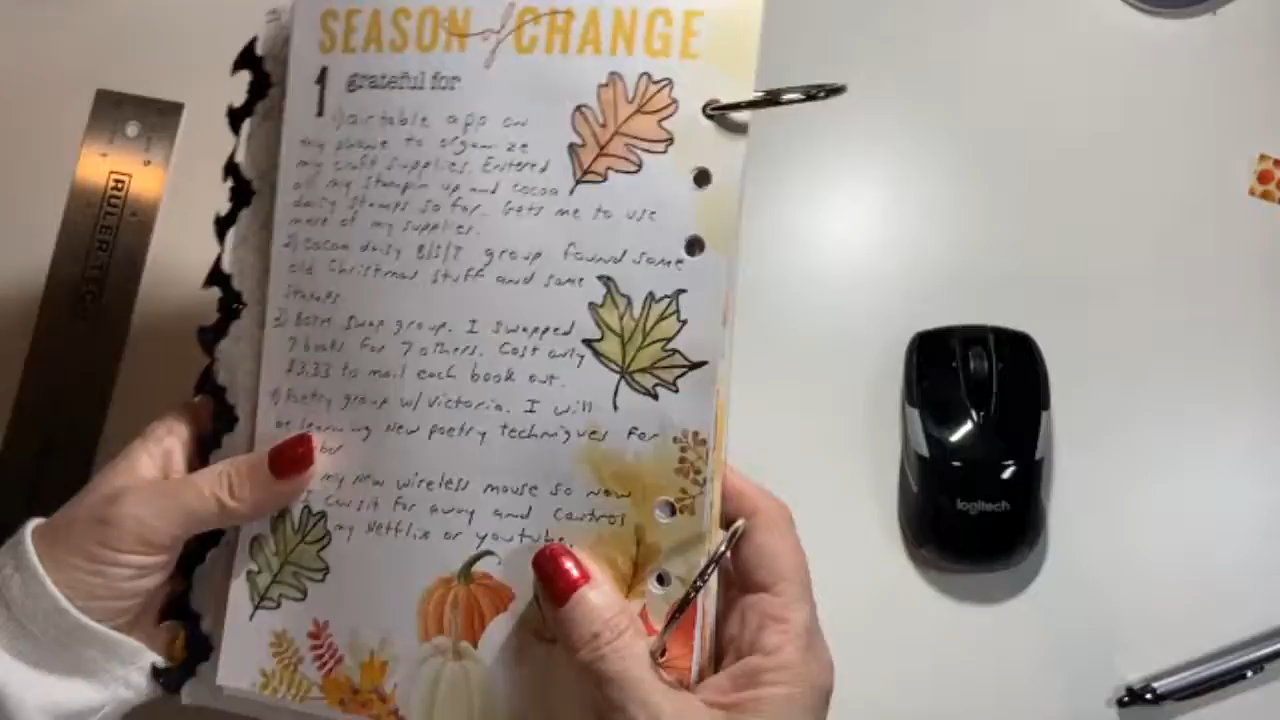 SEASON of CHANGE
1 grateful for
1) airtable app on
my phone to organize
my craft supplies. Entered
all my stampin up and cocoa
daisy stamps so far. Gets me to use
more of my supplies.
2) Cocoa daisy B/S/T group found some
old Christmas stuff and some
stamps
3) Book swap group. I swapped
7 books for 7 others. Cost only
$3.33 to mail each book out.
4) Poetry group w/ Victoria. I will
be learning new poetry techniques for
my new wireless mouse so now
I can sit far away and control
my Netflix or youtube.
RULERTEC
logitech